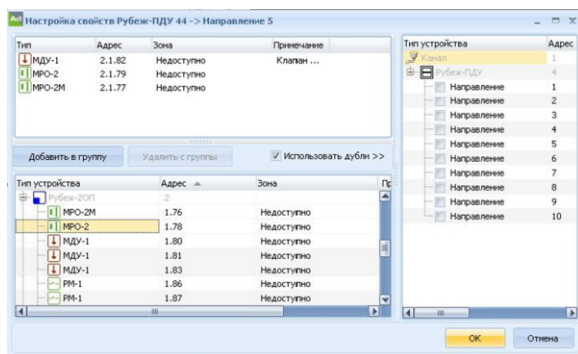 Настройка свойств Рубеж-ПДУ 44 -> Направление 5
Тип Адрес Зона Примечание
МДУ-1 2.1.82 Недоступно Клапан ...
МРО-2 2.1.79 Недоступно
МРО-2М 2.1.77 Недоступно
Добавить в группу Удалить с группы Использовать дубли >>
Тип устройства Адрес Зона Пр
Рубеж-2ОП 2
МРО-2М 1.76 Недоступно
МРО-2 1.78 Недоступно
МДУ-1 1.80 Недоступно
МДУ-1 1.81 Недоступно
МДУ-1 1.83 Недоступно
РМ-1 1.86 Недоступно
РМ-1 1.87 Недоступно
Тип устройства Адрес
Канал 1
Рубеж-ПДУ 4
Направление 1
Направление 2
Направление 3
Направление 4
Направление 5
Направление 6
Направление 7
Направление 8
Направление 9
Направление 10
OK Отмена